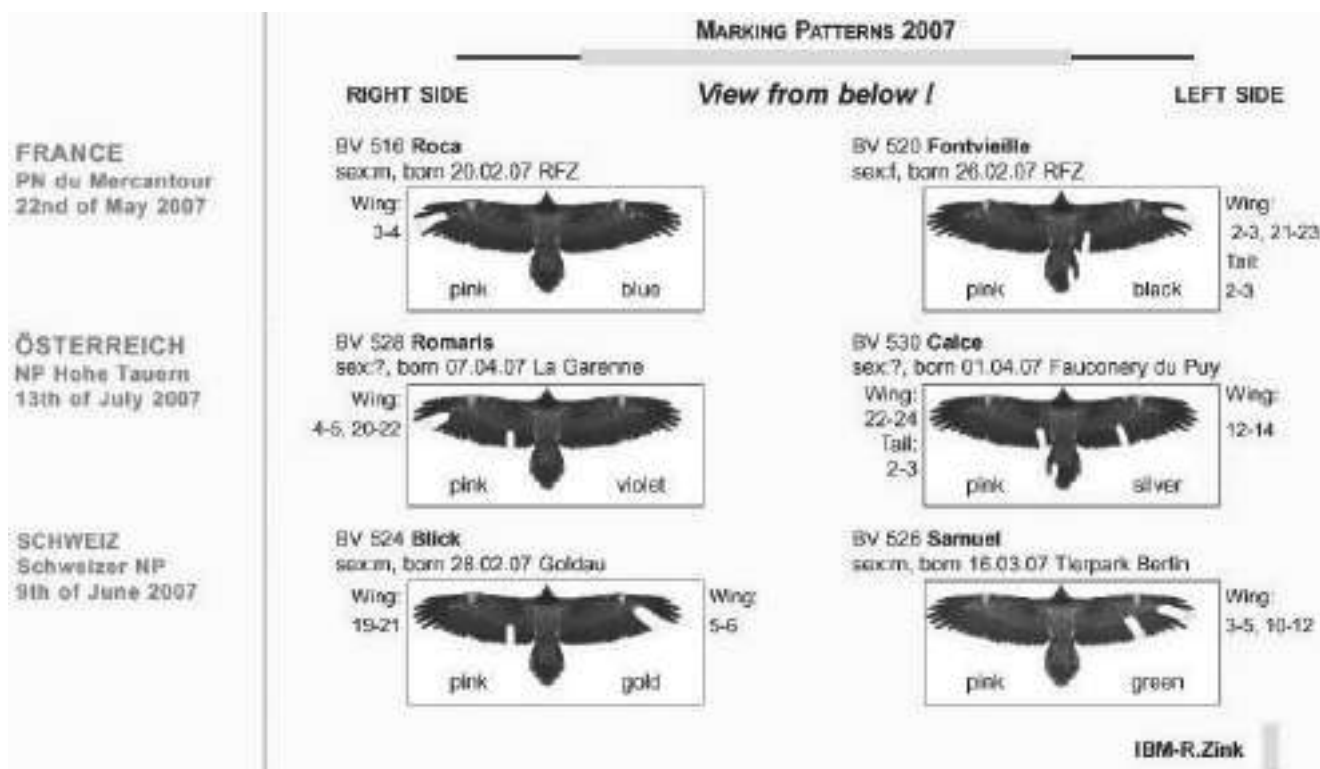 MARKING PATTERNS 2007
RIGHT SIDE
View from below !
LEFT SIDE
FRANCE
PN du Mercantour
22nd of May 2007
BV 516 Roca
sex:m, born 20.02.07 RFZ
Wing:
3-4
pink blue
BV 520 Fontvieille
sex:f, born 26.02.07 RFZ
Wing:
2-3, 21-23
Tail:
2-3
pink black
ÖSTERREICH
NP Hohe Tauern
13th of July 2007
BV 528 Romaris
sex:?, born 07.04.07 La Garenne
Wing:
4-5, 20-22
pink violet
BV 530 Calce
sex:?, born 01.04.07 Fauconery du Puy
Wing:
22-24
Tail:
2-3
pink silver
Wing:
12-14
SCHWEIZ
Schweizer NP
9th of June 2007
BV 524 Blick
sex:m, born 28.02.07 Goldau
Wing:
19-21
pink gold
Wing:
5-6
BV 526 Samuel
sex:m, born 16.03.07 Tierpark Berlin
Wing:
3-5, 10-12
pink green
IBM-R.Zink